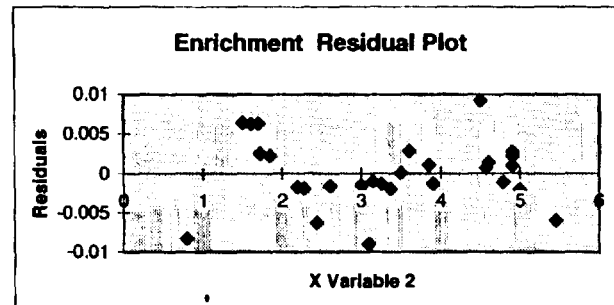 Enrichment Residual Plot
0.01
0.005
0
-0.005
-0.01
Residuals
0 1 2 3 4 5 6
X Variable 2